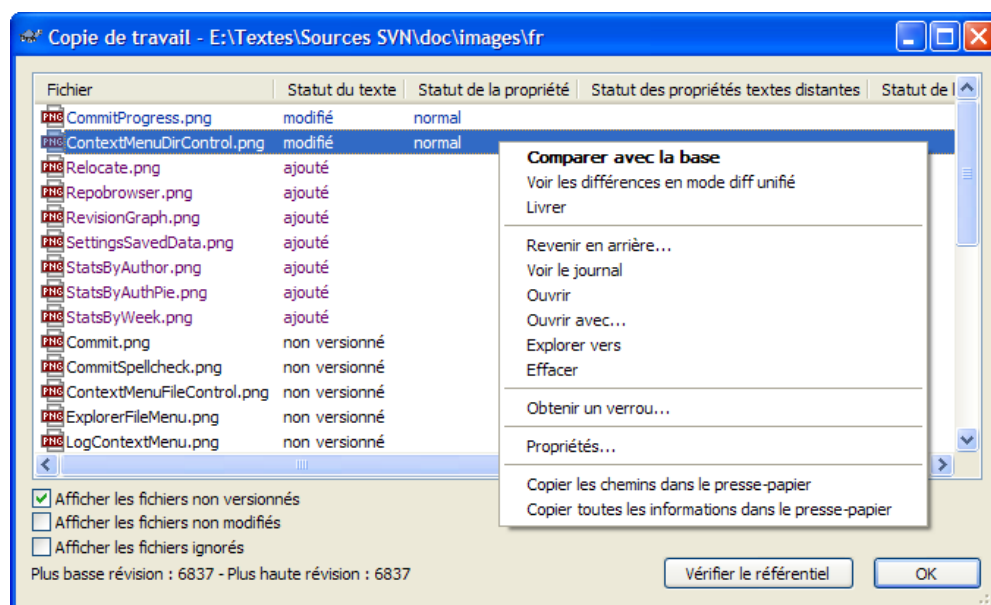 Copie de travail - E:\Textes\Sources SVN\doc\images\fr
Fichier Statut du texte Statut de la propriété Statut des propriétés textes distantes Statut de l
CommitProgress.png modifié normal
ContextMenuDirControl.png modifié normal
Relocate.png ajouté
Repobrowser.png ajouté
RevisionGraph.png ajouté
SettingsSavedData.png ajouté
StatsByAuthor.png ajouté
StatsByAuthPie.png ajouté
StatsByWeek.png ajouté
Commit.png non versionné
CommitSpellcheck.png non versionné
ContextMenuFileControl.png non versionné
ExplorerFileMenu.png non versionné
LogContextMenu.png non versionné
Comparer avec la base
Voir les différences en mode diff unifié
Livrer
Revenir en arrière...
Voir le journal
Ouvrir
Ouvrir avec...
Explorer vers
Effacer
Obtenir un verrou...
Propriétés...
Copier les chemins dans le presse-papier
Copier toutes les informations dans le presse-papier
Afficher les fichiers non versionnés
Afficher les fichiers non modifiés
Afficher les fichiers ignorés
Plus basse révision : 6837 - Plus haute révision : 6837
Vérifier le référentiel OK